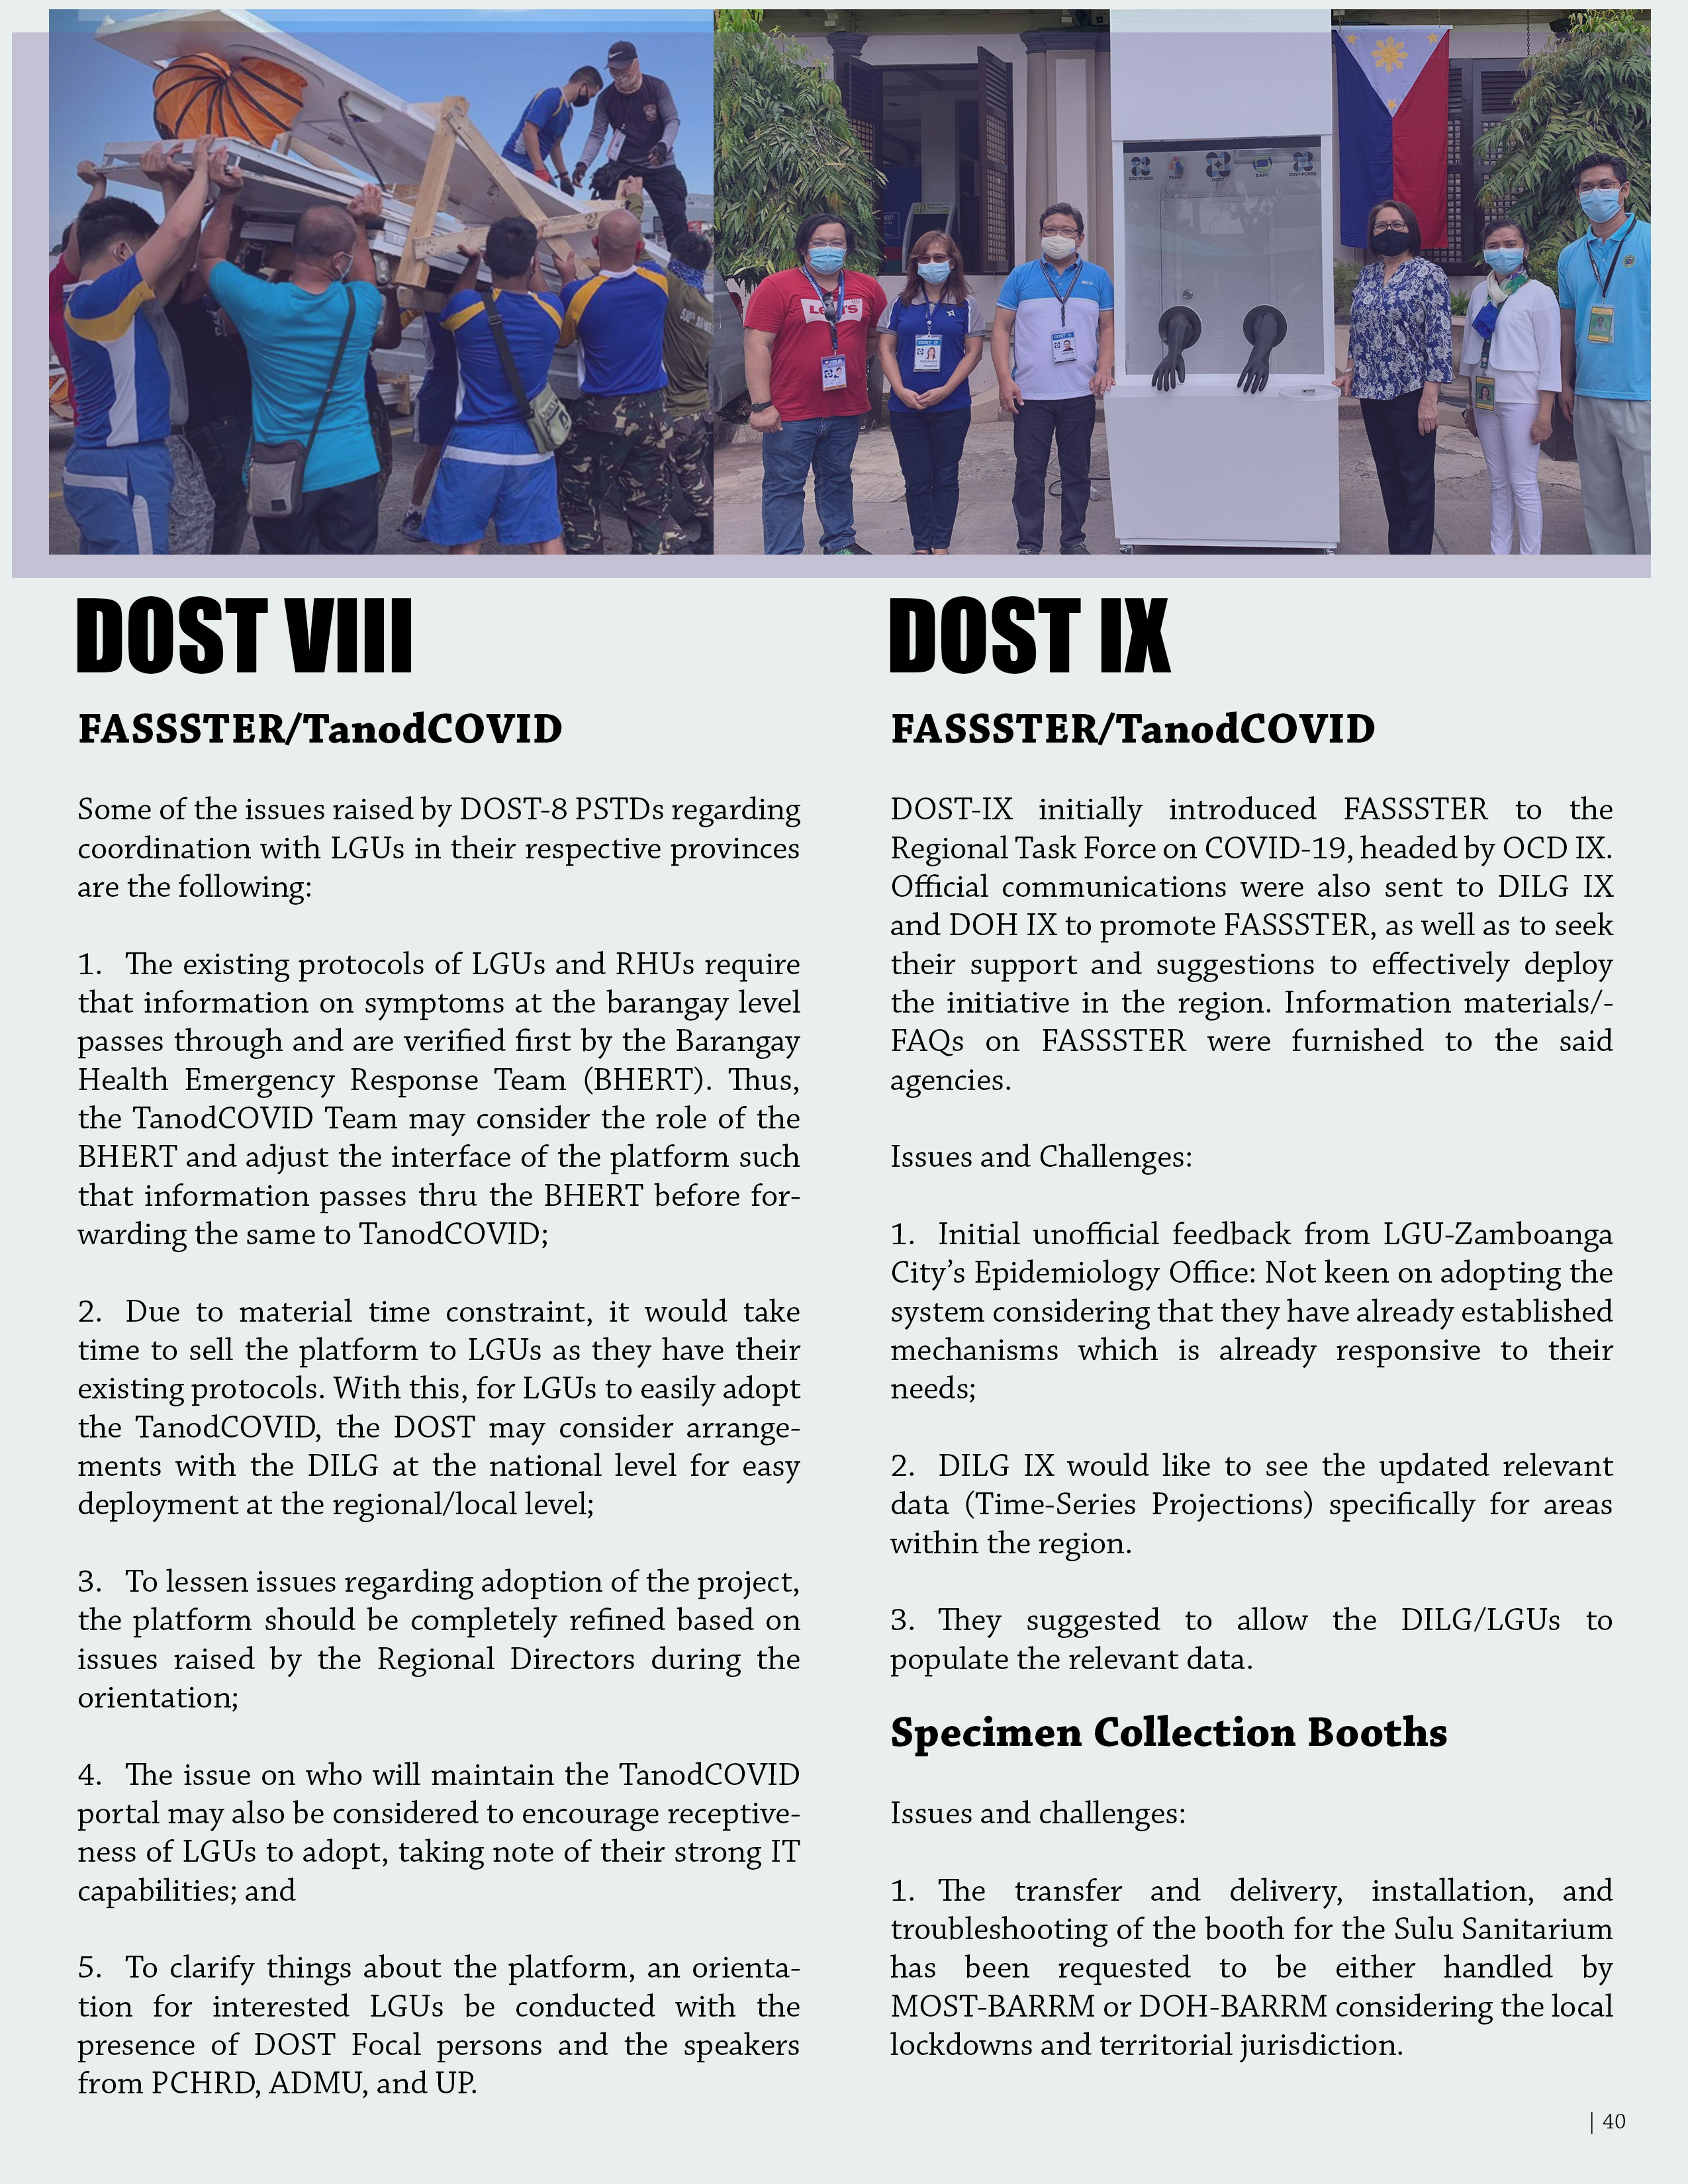 LEVI'S
DOST
DOST-PCHRD
DOST VIII
FASSSTER/TanodCOVID
Some of the issues raised by DOST-8 PSTDs regarding
coordination with LGUs in their respective provinces
are the following:
1. The existing protocols of LGUs and RHUs require
that information on symptoms at the barangay level
passes through and are verified first by the Barangay
Health Emergency Response Team (BHERT). Thus,
the TanodCOVID Team may consider the role of the
BHERT and adjust the interface of the platform such
that information passes thru the BHERT before for-
warding the same to TanodCOVID;
2. Due to material time constraint, it would take
time to sell the platform to LGUs as they have their
existing protocols. With this, for LGUs to easily adopt
the TanodCOVID, the DOST may consider arrange-
ments with the DILG at the national level for easy
deployment at the regional/local level;
3. To lessen issues regarding adoption of the project,
the platform should be completely refined based on
issues raised by the Regional Directors during the
orientation;
4. The issue on who will maintain the TanodCOVID
portal may also be considered to encourage receptive-
ness of LGUs to adopt, taking note of their strong IT
capabilities; and
5. To clarify things about the platform, an orienta-
tion for interested LGUs be conducted with the
presence of DOST Focal persons and the speakers
from PCHRD, ADMU, and UP.
DOST IX
FASSSTER/TanodCOVID
DOST-IX initially introduced FASSSTER to the
Regional Task Force on COVID-19, headed by OCD IX.
Official communications were also sent to DILG IX
and DOH IX to promote FASSSTER, as well as to seek
their support and suggestions to effectively deploy
the initiative in the region. Information materials/-
FAQs on FASSSTER were furnished to the said
agencies.
Issues and Challenges:
1. Initial unofficial feedback from LGU-Zamboanga
City’s Epidemiology Office: Not keen on adopting the
system considering that they have already established
mechanisms which is already responsive to their
needs;
2. DILG IX would like to see the updated relevant
data (Time-Series Projections) specifically for areas
within the region.
3. They suggested to allow the DILG/LGUs to
populate the relevant data.
Specimen Collection Booths
Issues and challenges:
1. The transfer and delivery, installation, and
troubleshooting of the booth for the Sulu Sanitarium
has been requested to be either handled by
MOST-BARRM or DOH-BARRM considering the local
lockdowns and territorial jurisdiction.
| 40